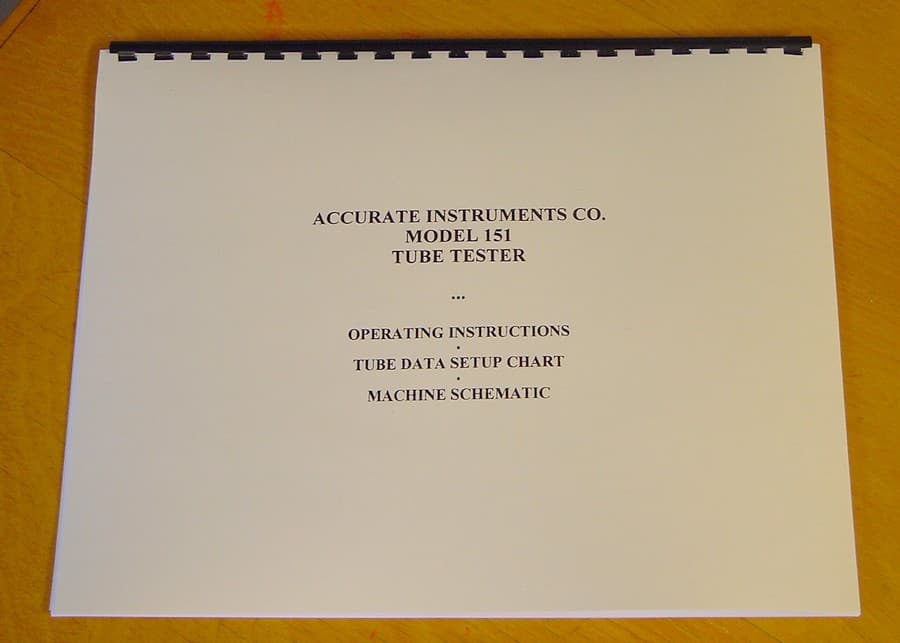 ACCURATE INSTRUMENTS CO.
MODEL 151
TUBE TESTER
...
OPERATING INSTRUCTIONS
.
TUBE DATA SETUP CHART
.
MACHINE SCHEMATIC